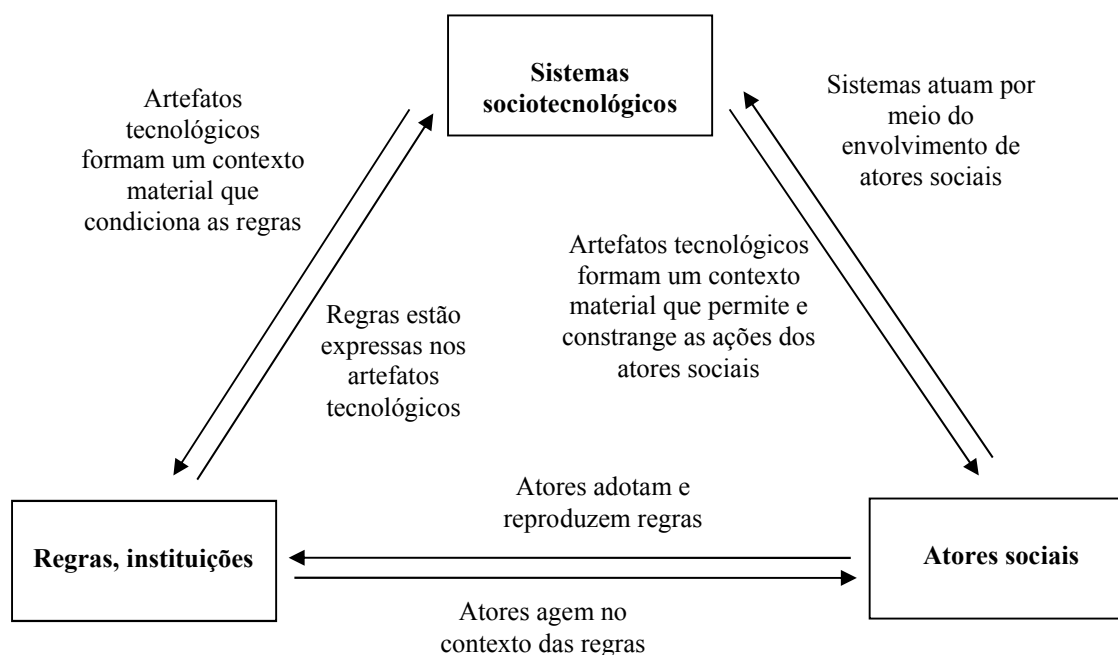 Sistemas
sociotecnológicos
Artefatos
tecnológicos
formam um contexto
material que
condiciona as regras
Sistemas atuam por
meio do
envolvimento de
atores sociais
Regras estão
expressas nos
artefatos
tecnológicos
Artefatos tecnológicos
formam um contexto
material que permite e
constrange as ações dos
atores sociais
Atores adotam e
reproduzem regras
Regras, instituições
Atores sociais
Atores agem no
contexto das regras